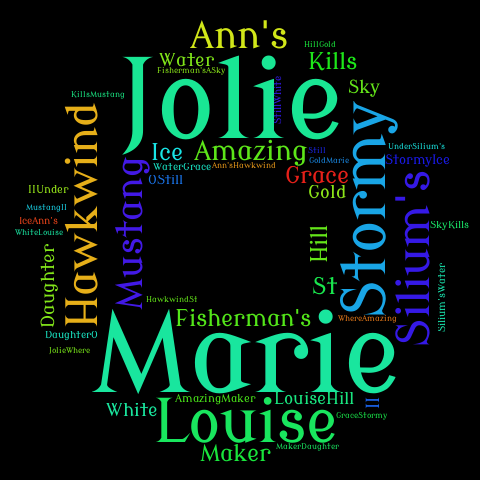 Ann's
HillGold
Water
Kills
Fisherman'sASky
Jolie
StillWhite
Sky
KillsMustang
Hawkwind
Ice
Amazing
Still
UnderSilium's
WaterGrace
Ann'sHawkwind
GoldMarie
StormyIce
Mustang
OStill
Grace
Stormy
Silium's
IIUnder
Gold
MustangII
IceAnn's
WhiteLouise
SkyKills
Hill
Daughter
Silium'sWater
St
HawkwindSt
Fisherman's
WhereAmazing
DaughterO
JolieWhere
Marie
White
AmazingMaker
LouiseHill
II
Louise
GraceStormy
Maker
MakerDaughter